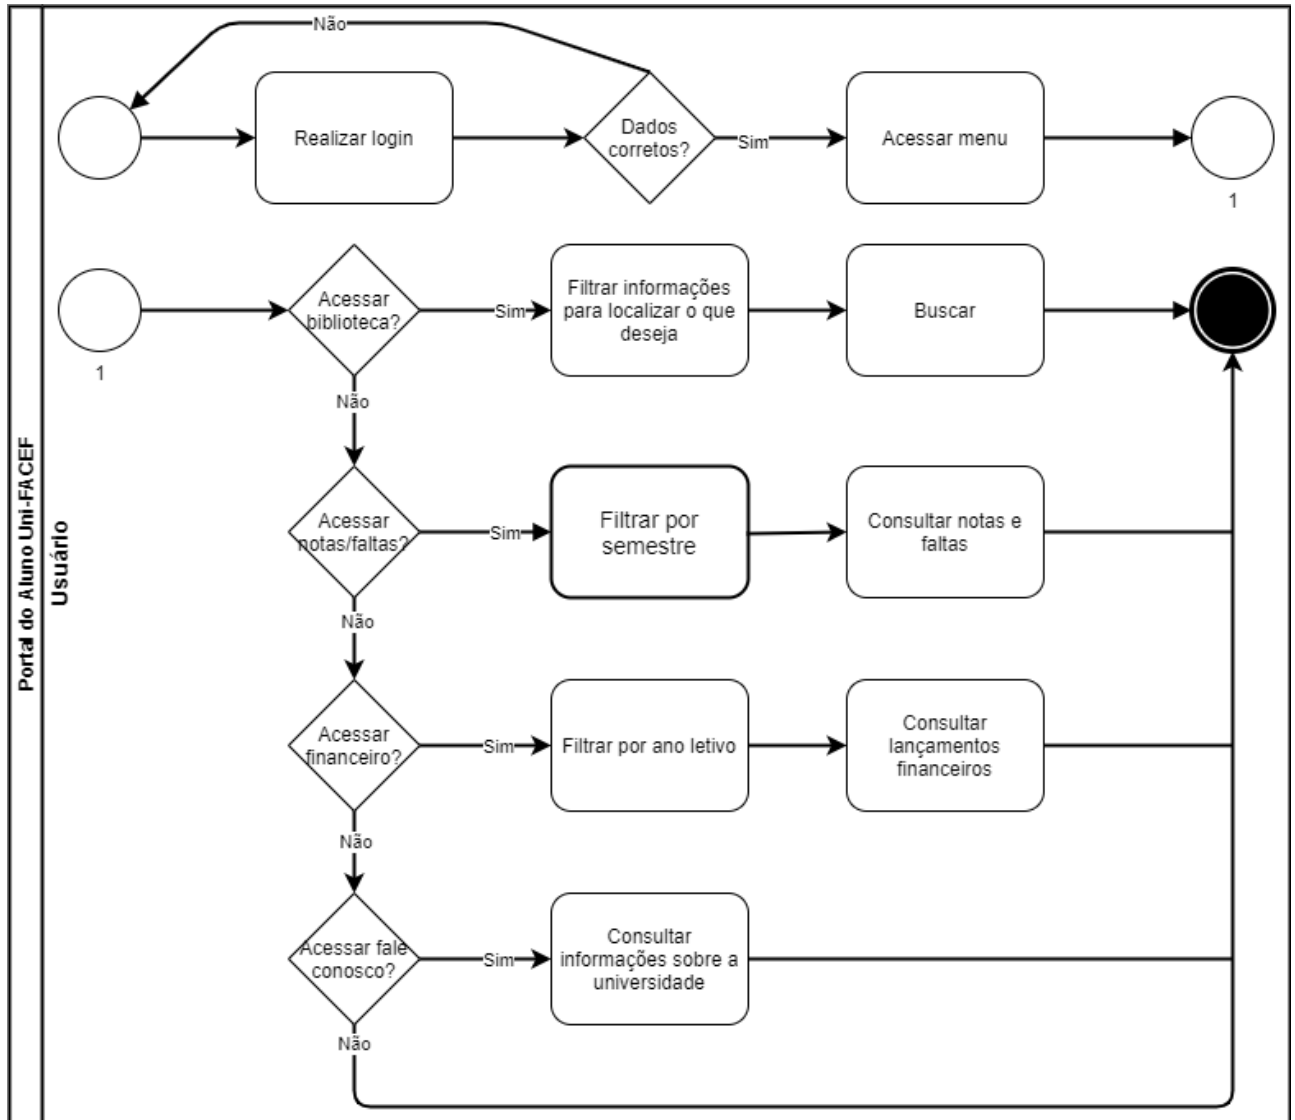 Portal do Aluno Uni-FACEF
Usuário
Não
Realizar login
Dados
corretos?
Sim
Acessar menu
1
1
Acessar
biblioteca?
Sim
Filtrar informações
para localizar o que
deseja
Buscar
Não
Acessar
notas/faltas?
Sim
Filtrar por
semestre
Consultar notas e
faltas
Não
Acessar
financeiro?
Sim
Filtrar por ano letivo
Consultar
lançamentos
financeiros
Não
Acessar fale
conosco?
Sim
Consultar
informações sobre a
universidade
Não